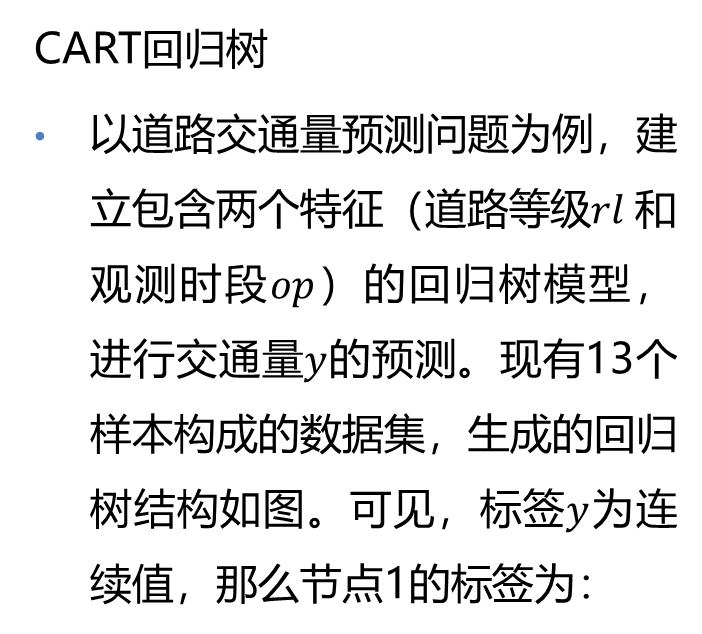 CART回归树
• 以道路交通量预测问题为例，建
立包含两个特征（道路等级rl 和
观测时段op）的回归树模型，
进行交通量y的预测。现有13个
样本构成的数据集，生成的回归
树结构如图。可见，标签y为连
续值，那么节点1的标签为：